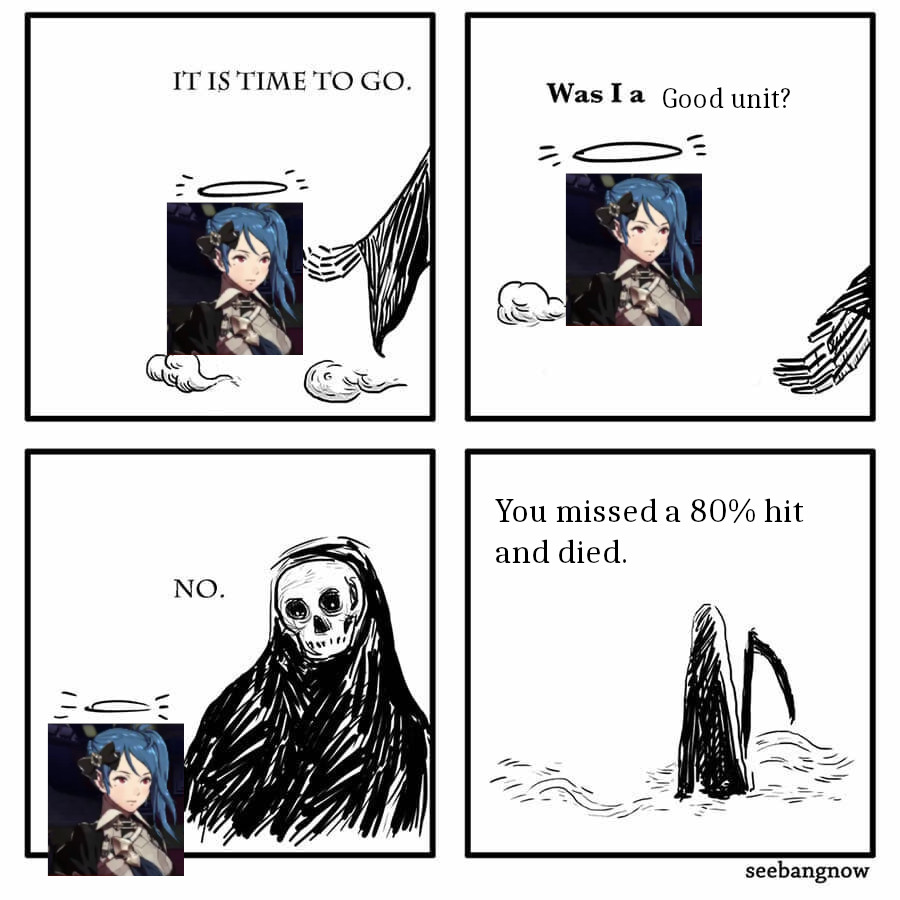 IT IS TIME TO GO.
Was I a Good unit?
NO.
You missed a 80% hit
and died.
seebangnow